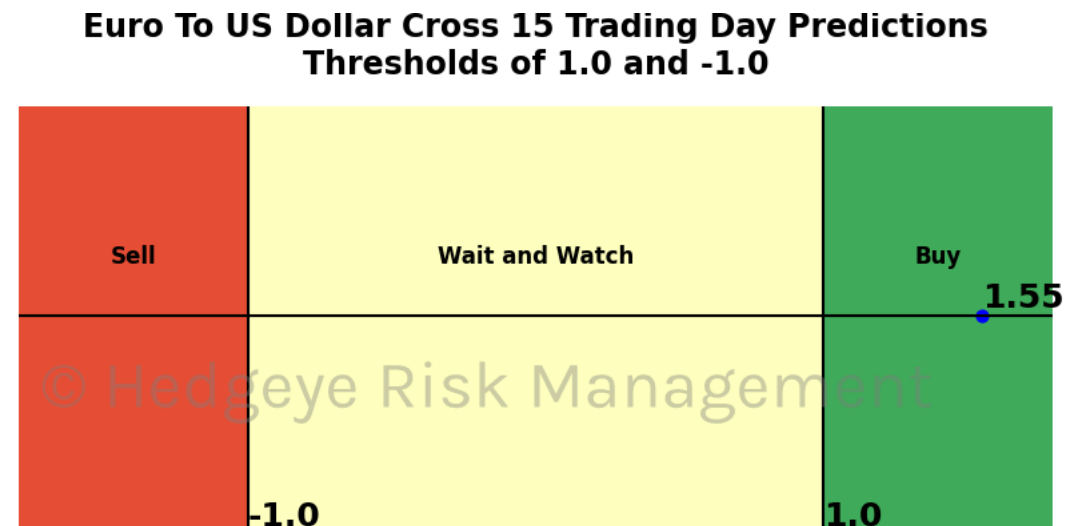 Euro To US Dollar Cross 15 Trading Day Predictions
Thresholds of 1.0 and -1.0
Sell
Wait and Watch
Buy
1.55
© Hedgeye Risk Management
-1.0
1.0